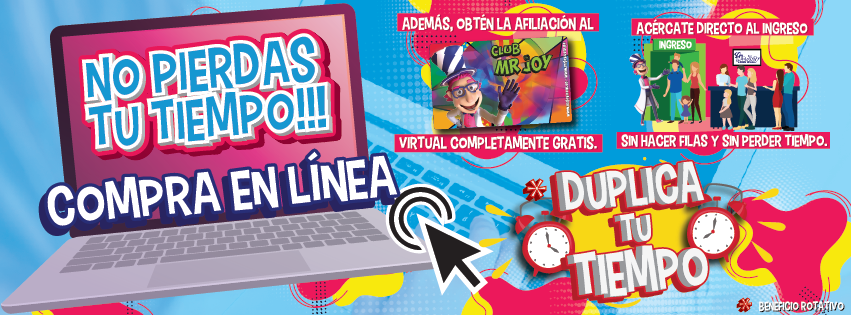 NO PIERDAS
TU TIEMPO!!!
COMPRA EN LÍNEA
ADEMÁS, OBTÉN LA AFILIACIÓN AL
CLUB
MR JOY
VIRTUAL COMPLETAMENTE GRATIS.
ACÉRCATE DIRECTO AL INGRESO
INGRESO
SIN HACER FILAS Y SIN PERDER TIEMPO.
* DUPLICA
TU
TIEMPO
* BENEFICIO ROTATIVO